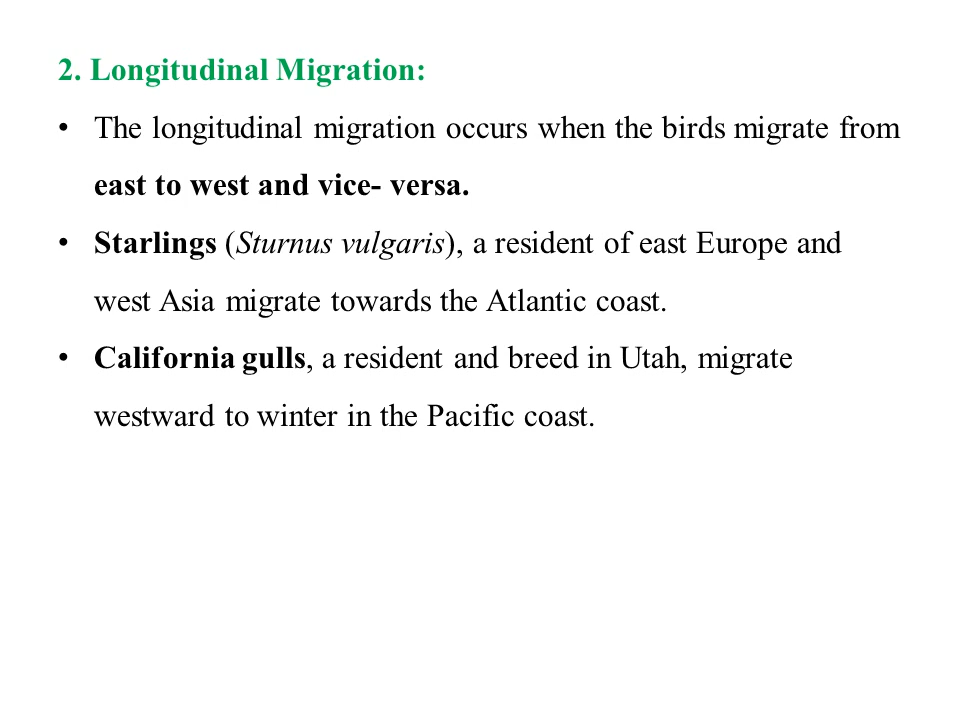 2. Longitudinal Migration:
• The longitudinal migration occurs when the birds migrate from
east to west and vice- versa.
• Starlings (Sturnus vulgaris), a resident of east Europe and
west Asia migrate towards the Atlantic coast.
• California gulls, a resident and breed in Utah, migrate
westward to winter in the Pacific coast.